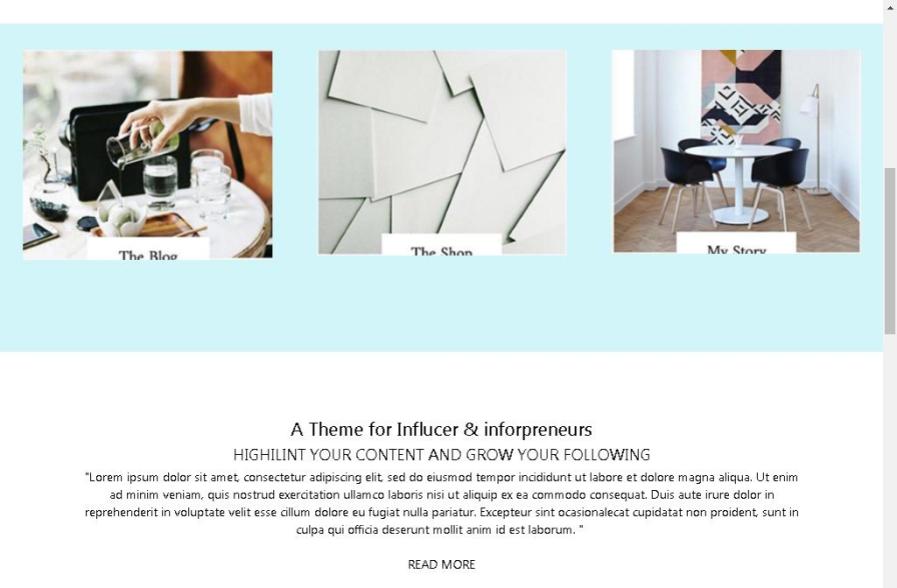 The Blog
The Shop
My Story
A Theme for Influcer & inforpreneurs
HIGHILINT YOUR CONTENT AND GROW YOUR FOLLOWING
"Lorem ipsum dolor sit amet, consectetur adipiscing elit, sed do eiusmod tempor incididunt ut labore et dolore magna aliqua. Ut enim
ad minim veniam, quis nostrud exercitation ullamco laboris nisi ut aliquip ex ea commodo consequat. Duis aute irure dolor in
reprehenderit in voluptate velit esse cillum dolore eu fugiat nulla pariatur. Excepteur sint ocasionalecat cupidatat non proident, sunt in
culpa qui officia deserunt mollit anim id est laborum. "
READ MORE